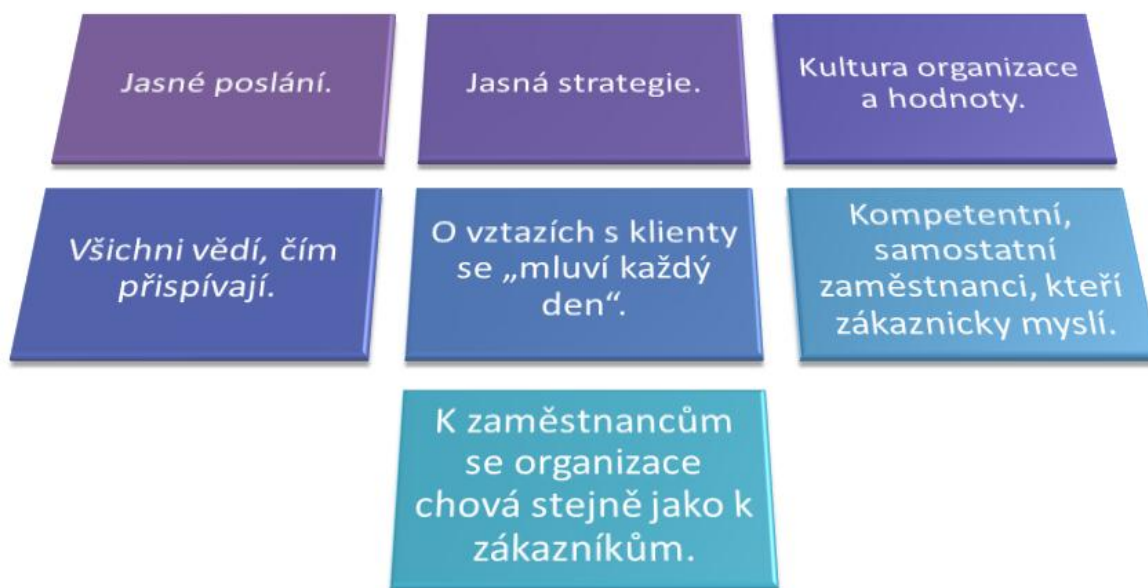 Jasné poslání.
Jasná strategie.
Kultura organizace
a hodnoty.
Všichni vědí, čím
přispívají.
O vztazích s klienty
se „mluví každý
den“.
Kompetentní,
samostatní
zaměstnanci, kteří
zákaznicky myslí.
K zaměstnancům
se organizace
chová stejně jako k
zákazníkům.